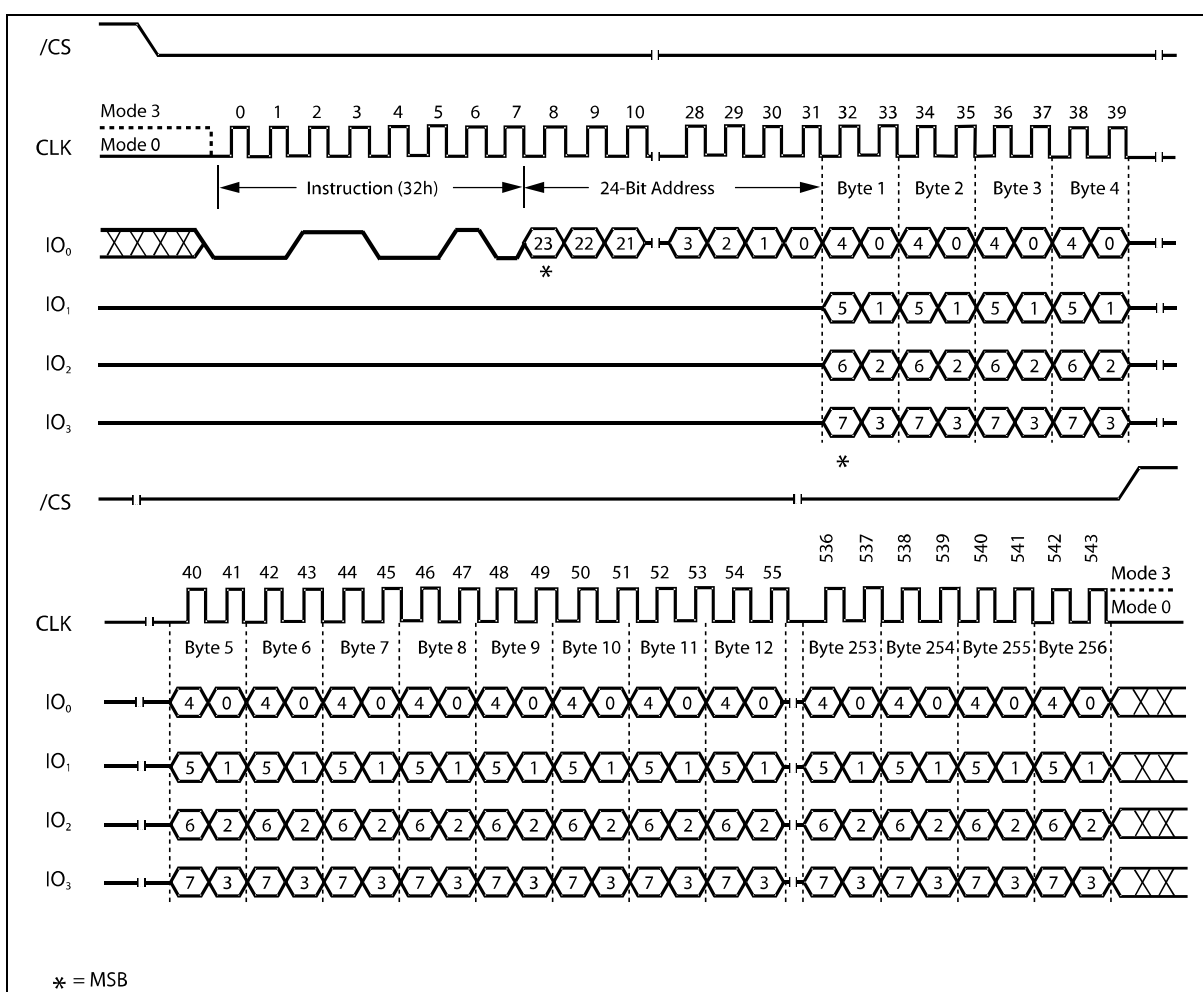 /CS
Mode 3
0 1 2 3 4 5 6 7 8 9 10 28 29 30 31 32 33 34 35 36 37 38 39
CLK
Mode 0
Instruction (32h) 24-Bit Address Byte 1 Byte 2 Byte 3 Byte 4
IO₀ 23 22 21 3 2 1 0 4 0 4 0 4 0 4 0
*
IO₁ 5 1 5 1 5 1 5 1
IO₂ 6 2 6 2 6 2 6 2
IO₃ 7 3 7 3 7 3 7 3
*
/CS
536 537 538 539 540 541 542 543
40 41 42 43 44 45 46 47 48 49 50 51 52 53 54 55
Mode 3
CLK
Mode 0
Byte 5 Byte 6 Byte 7 Byte 8 Byte 9 Byte 10 Byte 11 Byte 12 Byte 253 Byte 254 Byte 255 Byte 256
IO₀ 4 0 4 0 4 0 4 0 4 0 4 0 4 0 4 0 4 0 4 0 4 0 4 0
IO₁ 5 1 5 1 5 1 5 1 5 1 5 1 5 1 5 1 5 1 5 1 5 1 5 1
IO₂ 6 2 6 2 6 2 6 2 6 2 6 2 6 2 6 2 6 2 6 2 6 2 6 2
IO₃ 7 3 7 3 7 3 7 3 7 3 7 3 7 3 7 3 7 3 7 3 7 3 7 3
* = MSB